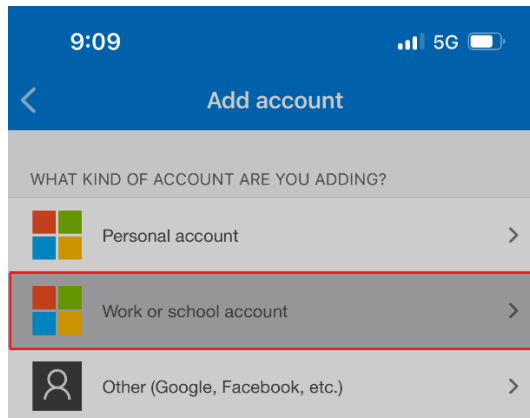 9:09 5G
Add account
WHAT KIND OF ACCOUNT ARE YOU ADDING?
Personal account
Work or school account
Other (Google, Facebook, etc.)